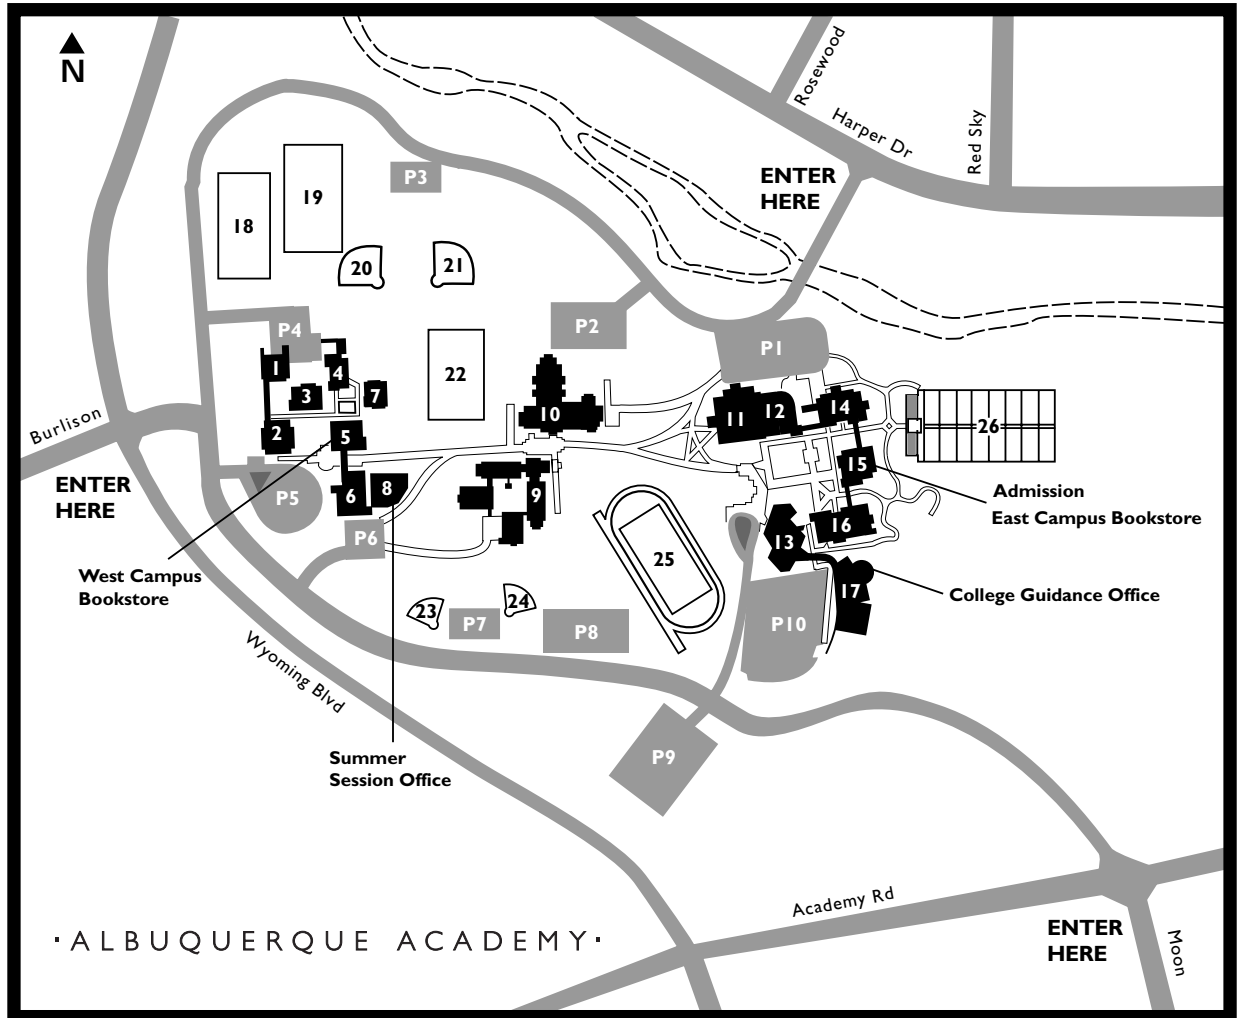 N
Rosewood
Harper Dr
Red Sky
ENTER
HERE
P3
19
18
20
21
P2
P4
P1
1
4
3
7
22
10
11
12
14
26
Burlison
2
5
15
ENTER
HERE
P5
6
8
9
Admission
East Campus Bookstore
P6
13
16
25
West Campus
Bookstore
17
College Guidance Office
23
24
P7
P8
P10
Wyoming Blvd
Summer
Session Office
P9
Academy Rd
ENTER
HERE
Moon
·ALBUQUERQUE ACADEMY·